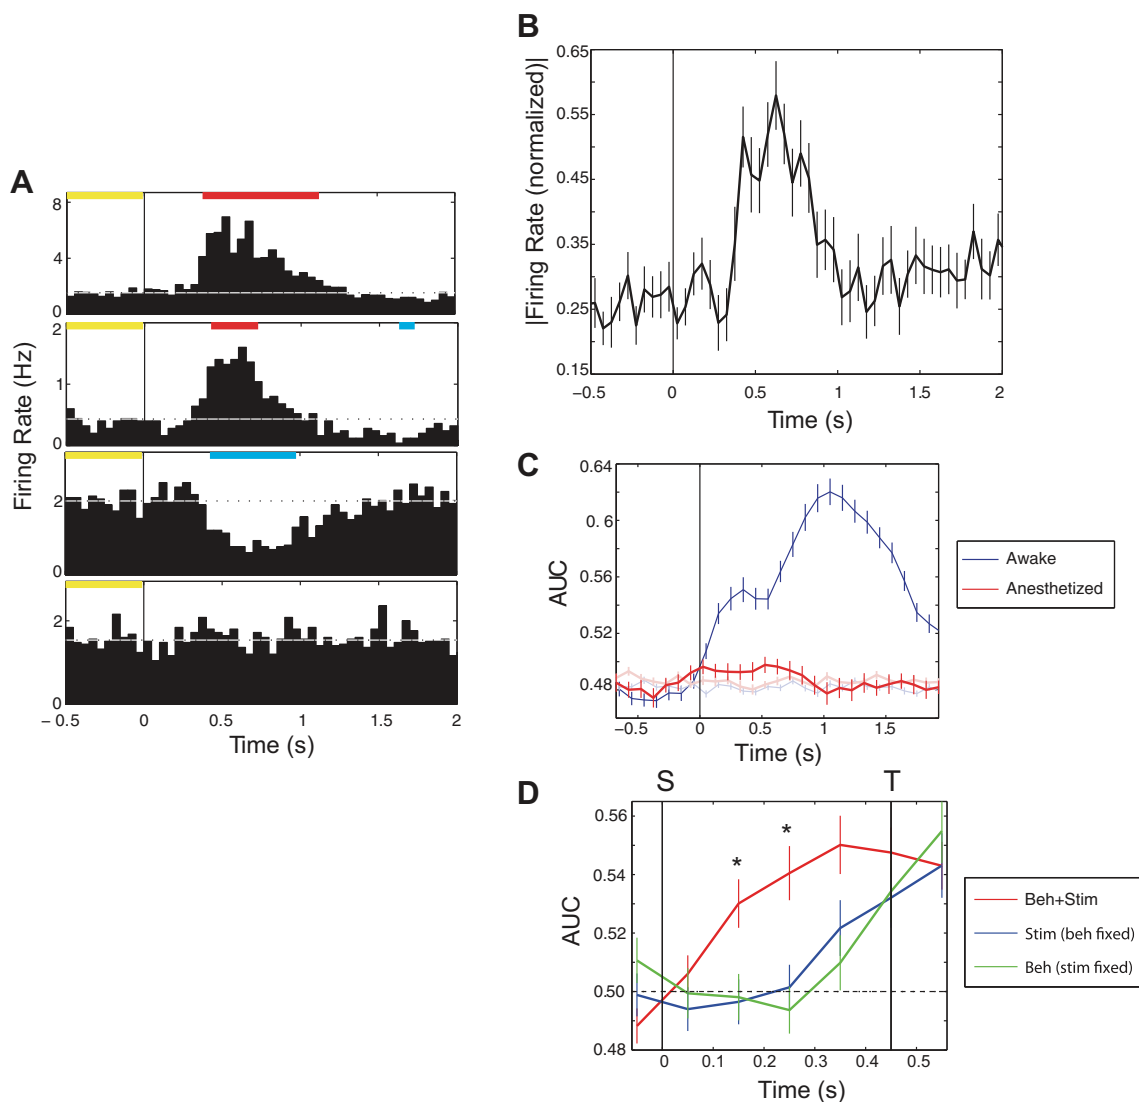 A
8
4
0
2
1
0
2
0
2
0
Firing Rate (Hz)
− 0.5 0 0.5 1 1.5 2
Time (s)
B
0.65
0.55
0.45
0.35
0.25
0.15
|Firing Rate (normalized)|
−0.5 0 0.5 1 1.5 2
Time (s)
C
0.64
0.6
0.56
0.52
0.48
AUC
−0.5 0 0.5 1 1.5
Time (s)
Awake
Anesthetized
D
S T
0.56
0.54
0.52
0.50
0.48
AUC
* *
0 0.1 0.2 0.3 0.4 0.5
Time (s)
Beh+Stim
Stim (beh fixed)
Beh (stim fixed)